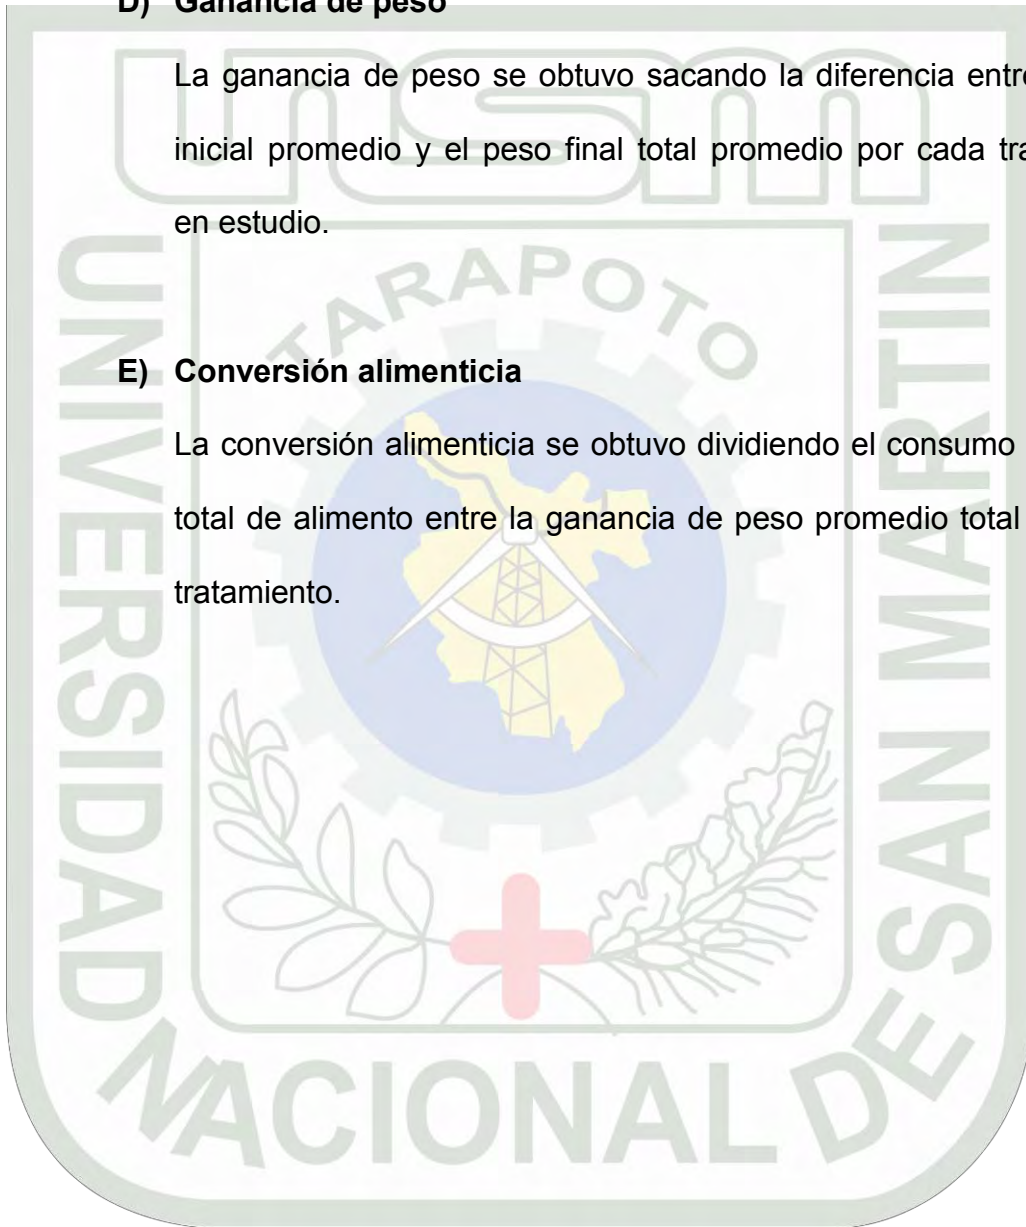 D) Ganancia de peso
La ganancia de peso se obtuvo sacando la diferencia entre
inicial promedio y el peso final total promedio por cada
en estudio.
E) Conversión alimenticia
La conversión alimenticia se obtuvo dividiendo el consumo
total de alimento entre la ganancia de peso promedio total
tratamiento.
unsm
TARAPOTO
UNIVERSIDAD
NACIONAL DE
SAN MARTIN